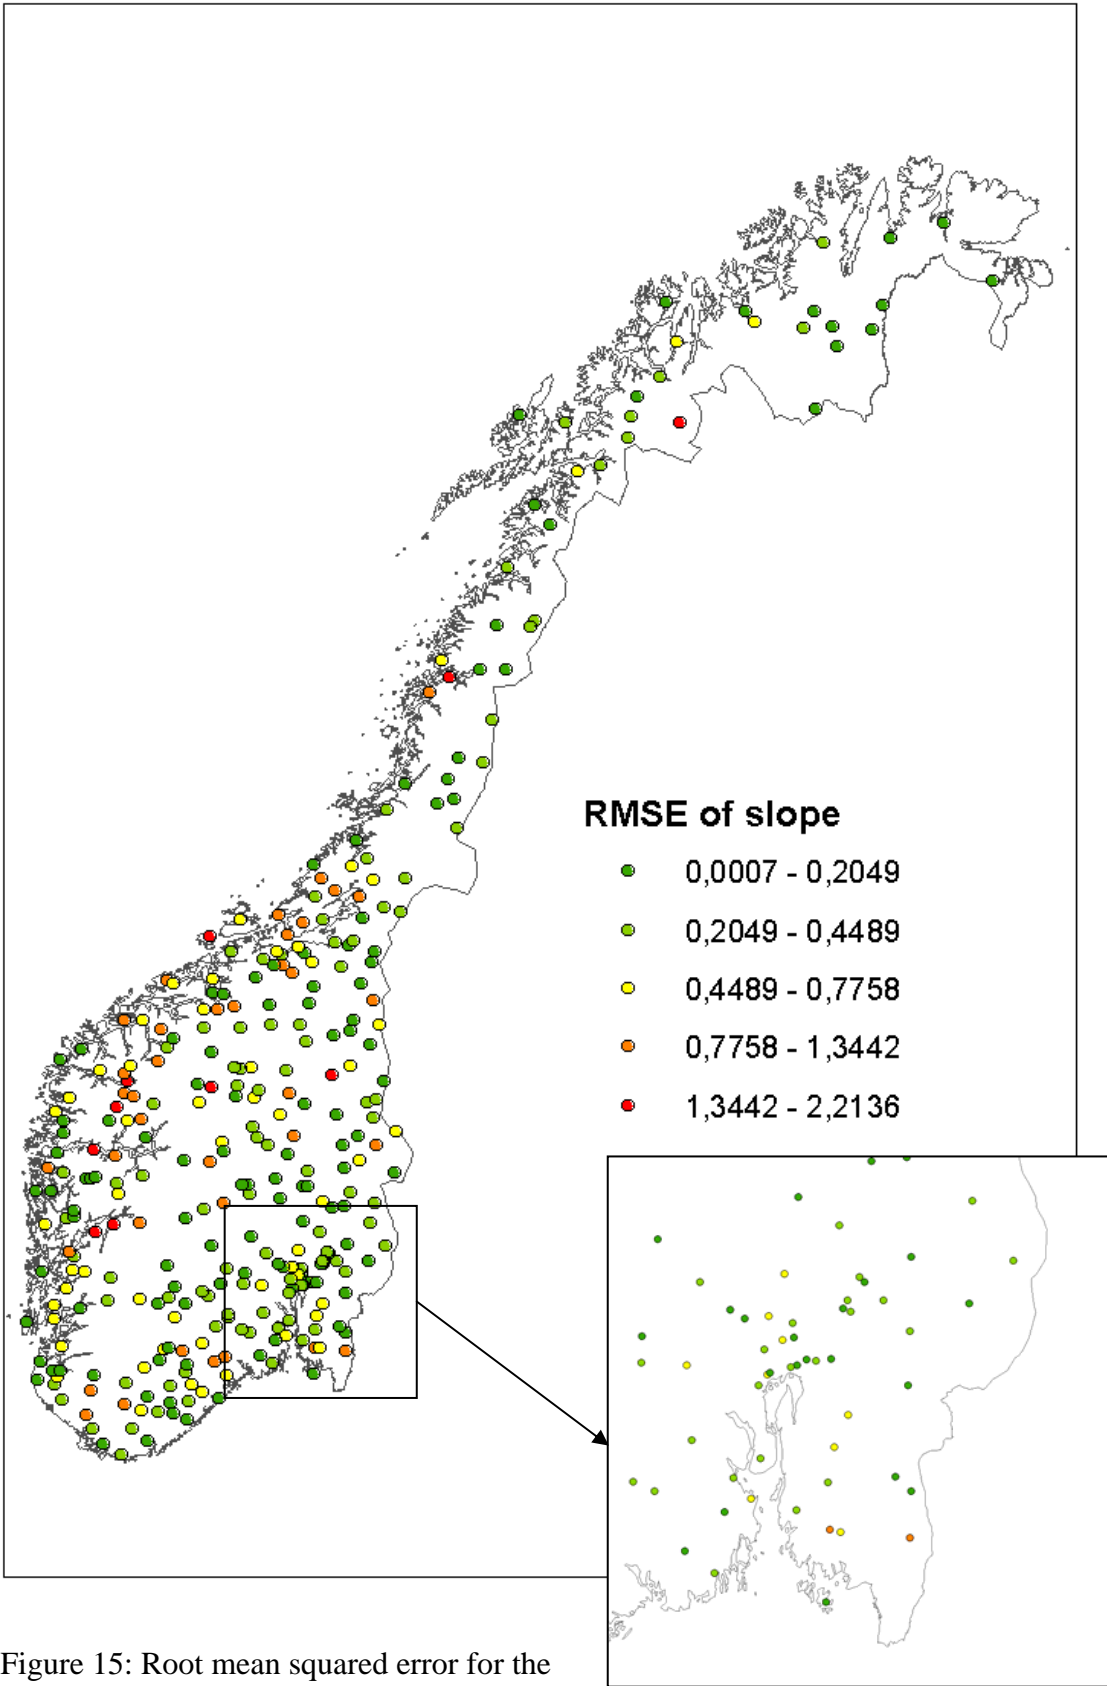 RMSE of slope
0,0007 - 0,2049
0,2049 - 0,4489
0,4489 - 0,7758
0,7758 - 1,3442
1,3442 - 2,2136
Figure 15: Root mean squared error for the